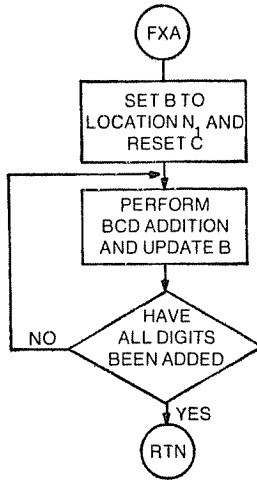 FXA
SET B TO
LOCATION N₁ AND
RESET C
PERFORM
BCD ADDITION
AND UPDATE B
HAVE
ALL DIGITS
BEEN ADDED
NO
YES
RTN